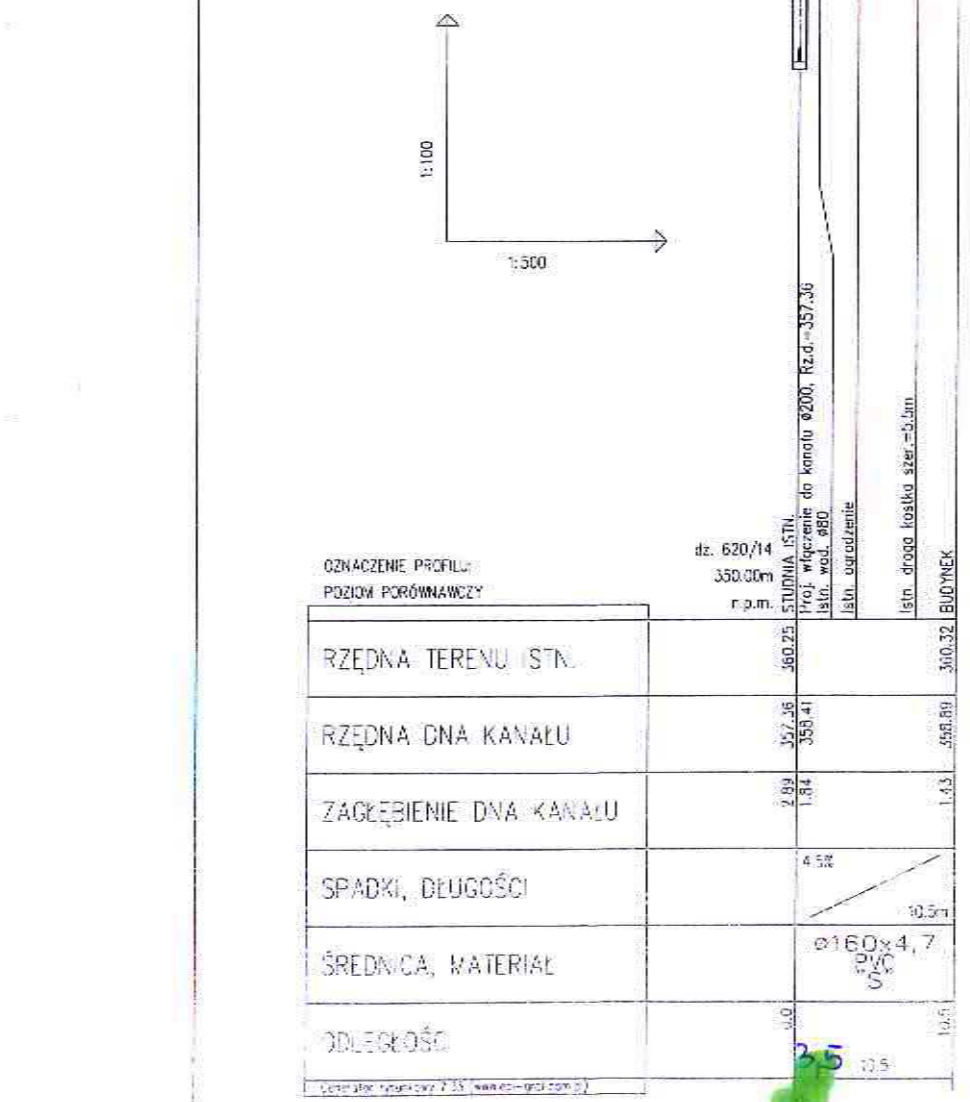 1:100
1:500
OZNACZENIE PROFILU:
POZIOM PORÓWNAWCZY
dz. 620/14
350.00m
n.p.m.
STUDNIA ISTN.
Proj. włączenie do kanału ø200, Rz.d.=357.36
Istn. wod. ø80
Istn. ogrodzenie
Istn. droga kostka szer.=5.5m
BUDYNEK
RZĘDNA TERENU ISTN.
360.25
360.32
RZĘDNA DNA KANAŁU
357.36
358.41
358.89
ZAGŁĘBIENIE DNA KANAŁU
2.89
1.84
1.43
SPADKI, DŁUGOŚCI
4.5%
10.5m
ŚREDNICA, MATERIAŁ
ø160x4,7
PVC
S
ODLEGŁOŚĆ
0.0
10.5
3,5
10.5